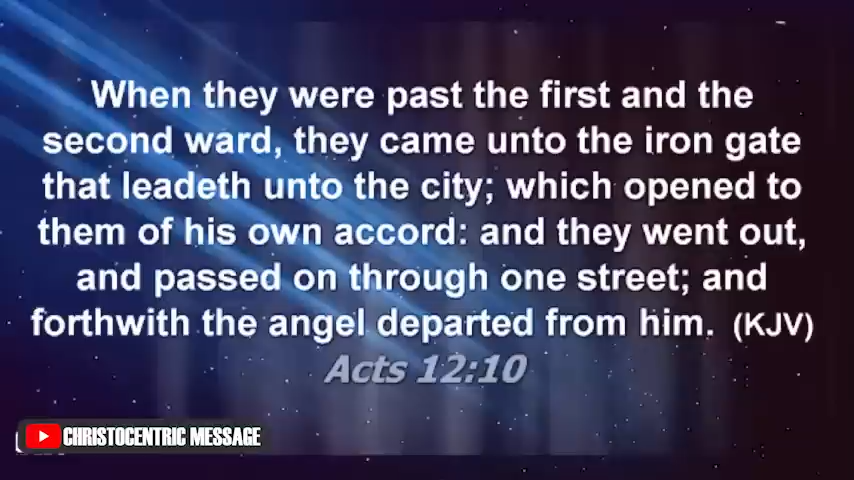 When they were past the first and the
second ward, they came unto the iron gate
that leadeth unto the city; which opened to
them of his own accord: and they went out,
and passed on through one street; and
forthwith the angel departed from him. (KJV)
Acts 12:10
CHRISTOCENTRIC MESSAGE